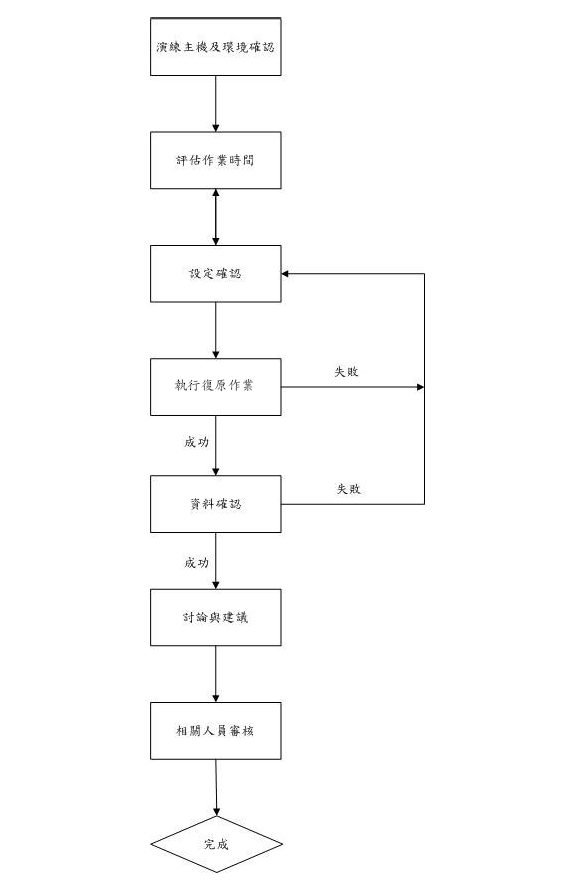 演練主機及環境確認
評估作業時間
設定確認
執行復原作業
失敗
成功
資料確認
失敗
成功
討論與建議
相關人員審核
完成